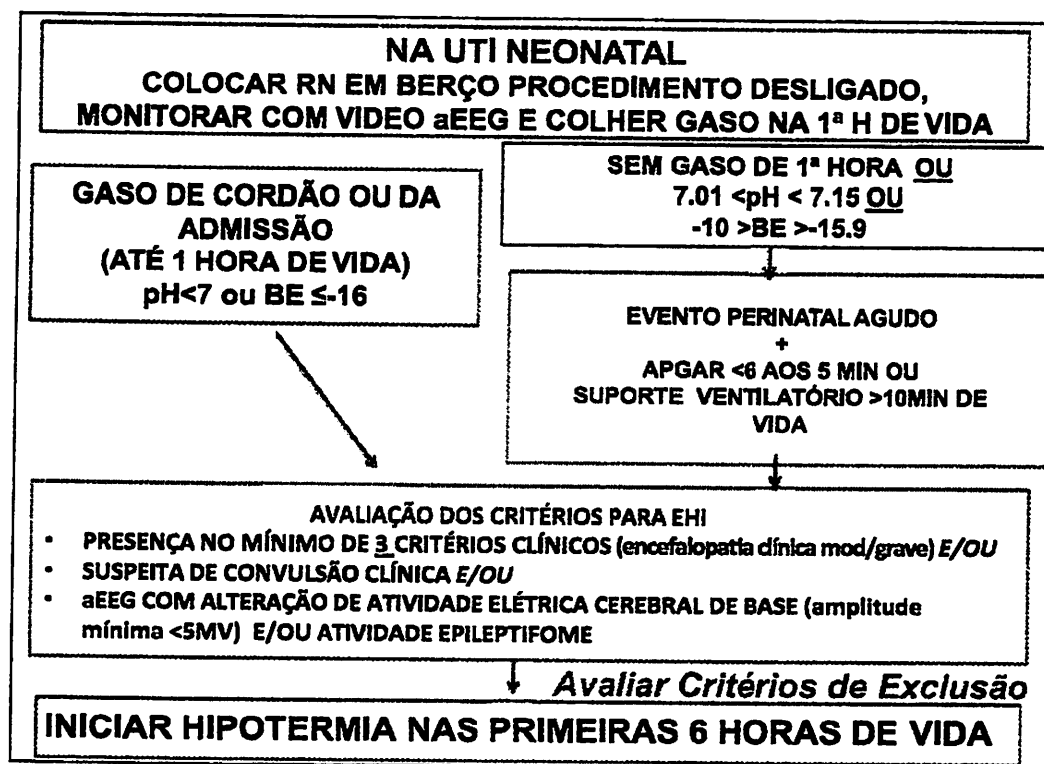 NA UTI NEONATAL
COLOCAR RN EM BERÇO PROCEDIMENTO DESLIGADO,
MONITORAR COM VIDEO aEEG E COLHER GASO NA 1ª H DE VIDA
GASO DE CORDÃO OU DA
ADMISSÃO
(ATÉ 1 HORA DE VIDA)
pH<7 ou BE ≤-16
SEM GASO DE 1ª HORA OU
7.01 <pH < 7.15 OU
-10 >BE >-15.9
EVENTO PERINATAL AGUDO
+
APGAR <6 AOS 5 MIN OU
SUPORTE VENTILATÓRIO >10MIN DE
VIDA
AVALIAÇÃO DOS CRITÉRIOS PARA EHI
• PRESENÇA NO MÍNIMO DE 3 CRITÉRIOS CLÍNICOS (encefalopatia clínica mod/grave) E/OU
• SUSPEITA DE CONVULSÃO CLÍNICA E/OU
• aEEG COM ALTERAÇÃO DE ATIVIDADE ELÉTRICA CEREBRAL DE BASE (amplitude
mínima <5MV) E/OU ATIVIDADE EPILEPTIFOME
Avaliar Critérios de Exclusão
INICIAR HIPOTERMIA NAS PRIMEIRAS 6 HORAS DE VIDA